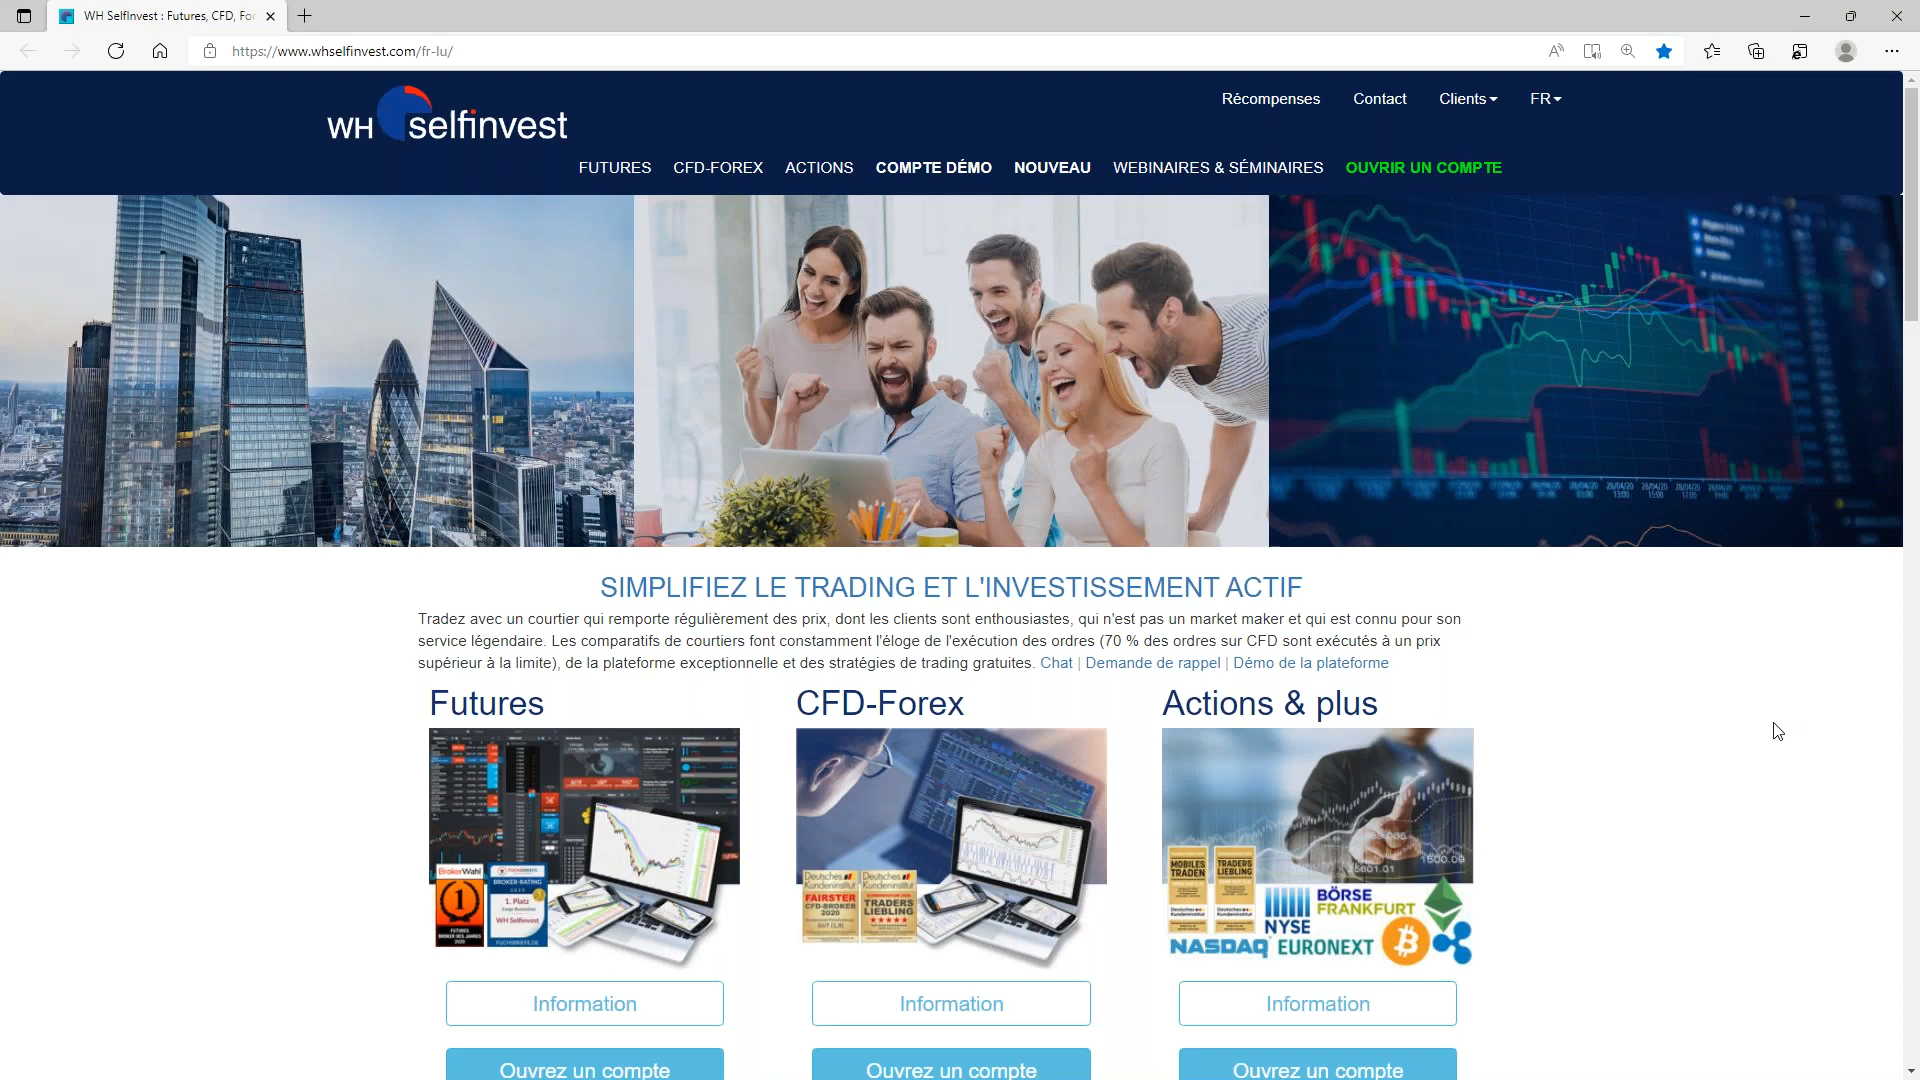 WH SelfInvest : Futures, CFD, For
https://www.whselfinvest.com/fr-lu/
WH selfinvest
Récompenses
Contact
Clients
FR
FUTURES
CFD-FOREX
ACTIONS
COMPTE DÉMO
NOUVEAU
WEBINAIRES & SÉMINAIRES
OUVRIR UN COMPTE
SIMPLIFIEZ LE TRADING ET L'INVESTISSEMENT ACTIF
Tradez avec un courtier qui remporte régulièrement des prix, dont les clients sont enthousiastes, qui n'est pas un market maker et qui est connu pour son
service légendaire. Les comparatifs de courtiers font constamment l'éloge de l'exécution des ordres (70 % des ordres sur CFD sont exécutés à un prix
supérieur à la limite), de la plateforme exceptionnelle et des stratégies de trading gratuites. Chat | Demande de rappel | Démo de la plateforme
Futures
CFD-Forex
Actions & plus
BrokerWahl
1
FUTURES
BROKER DES JAHRES
2020
FUCHSBRIEFE
BROKER-RATING
2020
1. Platz
WH Selfinvest
FUCHSBRIEFE.DE
Deutsches
Kundeninstitut
FAIRSTER
CFD-BROKER
2020
GUT (1,9)
Deutsches
Kundeninstitut
TRADERS
LIEBLING
MOBILES
TRADEN
TRADERS
LIEBLING
1500.09
5601.01
NYSE
BÖRSE
FRANKFURT
NASDAQ
EURONEXT
Information
Information
Information
Ouvrez un compte
Ouvrez un compte
Ouvrez un compte